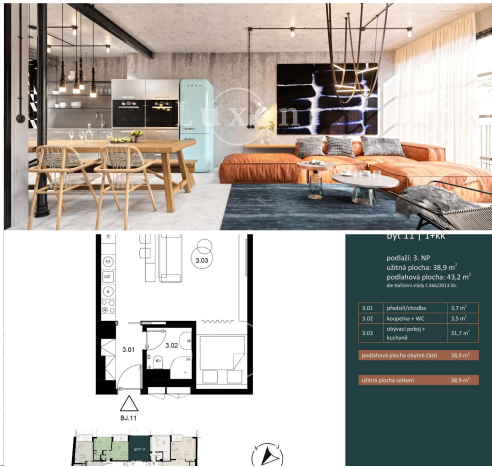 Luxent
byt 11 | 1+kk
podlaží: 3. NP
užitná plocha: 38,9 m²
podlahová plocha: 43,2 m²
dle Nařízení vlády č.366/2013 Sb.
3.01 předsíň/chodba 3,7 m²
3.02 koupelna + WC 3,5 m²
3.03 obývací pokoj + kuchyně 31,7 m²
podlahová plocha obytné části 38,9 m²
užitná plocha celkem 38,9 m²
3.03
3.01
3.02
BJ.11
BYT 11